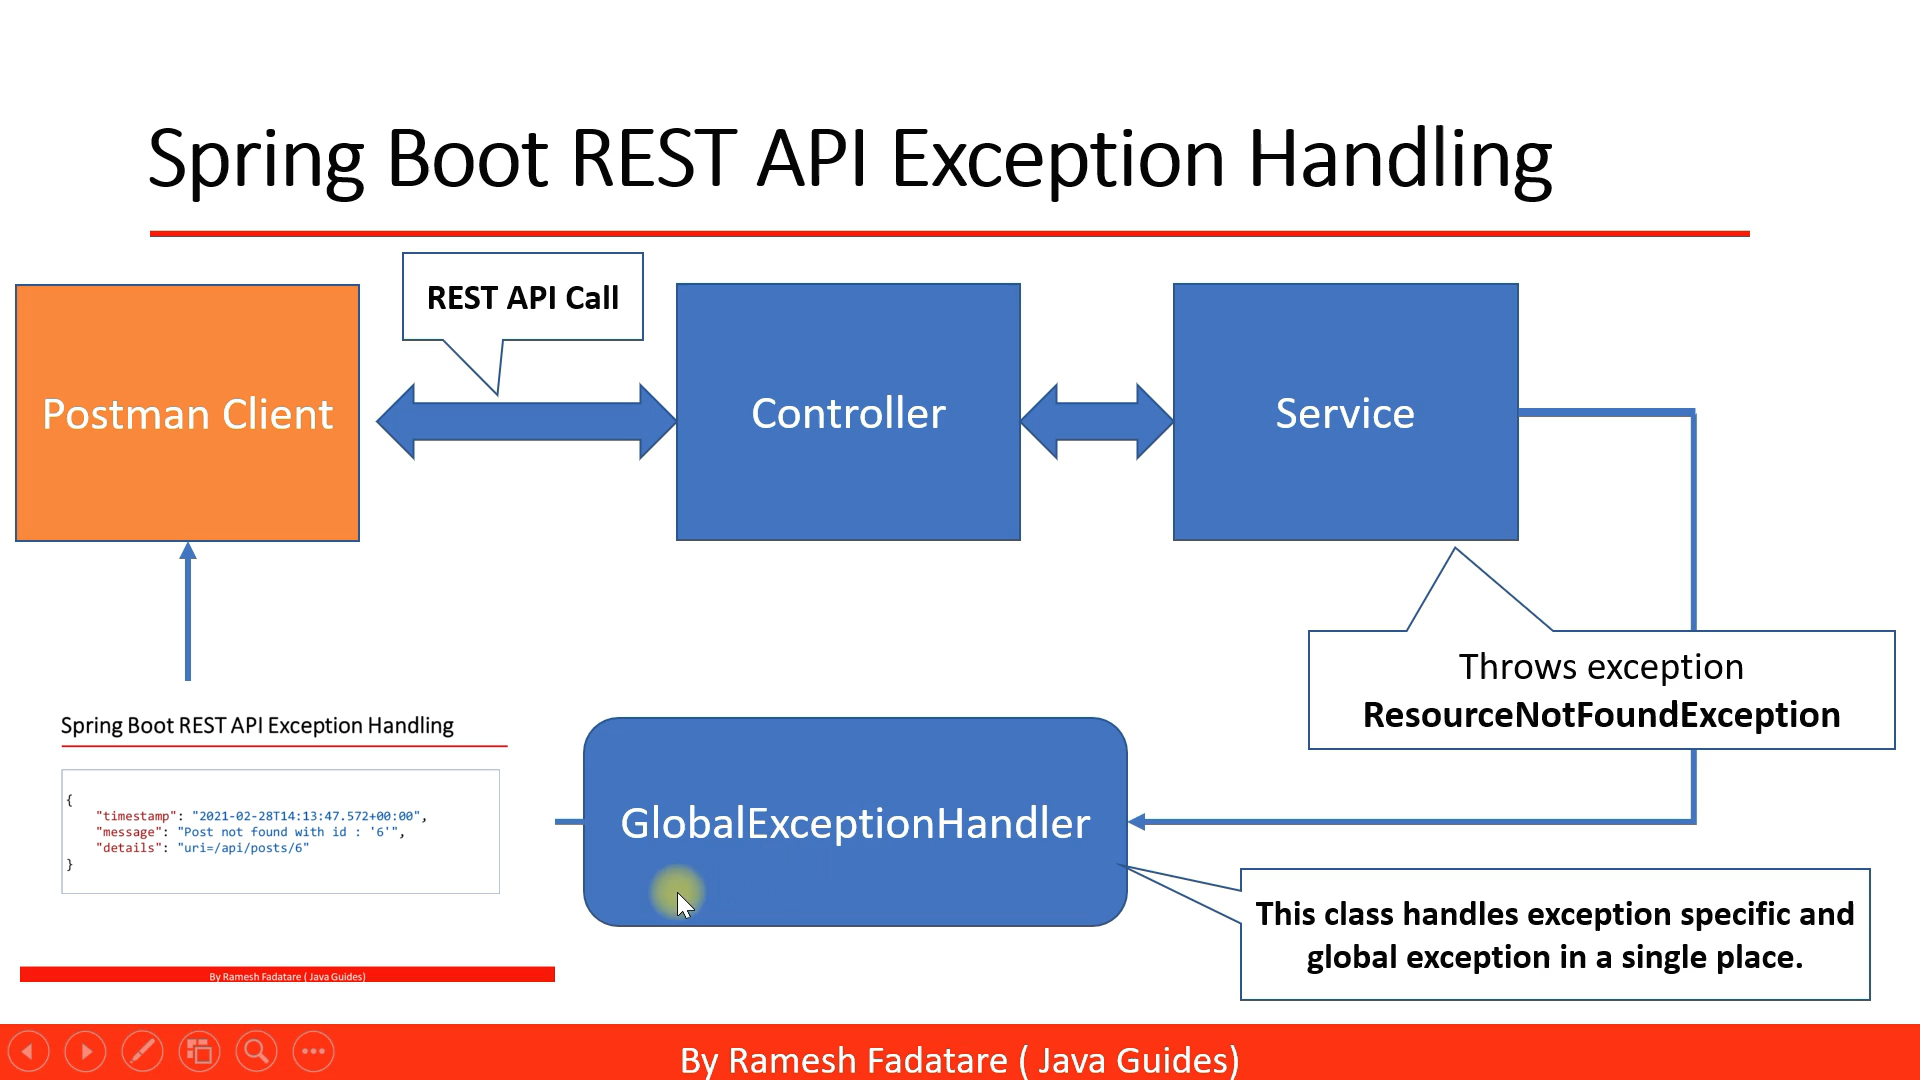 Spring Boot REST API Exception Handling
REST API Call
Postman Client
Controller
Service
Throws exception
ResourceNotFoundException
Spring Boot REST API Exception Handling
{
"timestamp": "2021-02-28T14:13:47.572+00:00",
"message": "Post not found with id : '6'",
"details": "uri=/api/posts/6"
}
By Ramesh Fadatare ( Java Guides)
GlobalExceptionHandler
This class handles exception specific and
global exception in a single place.
By Ramesh Fadatare ( Java Guides)